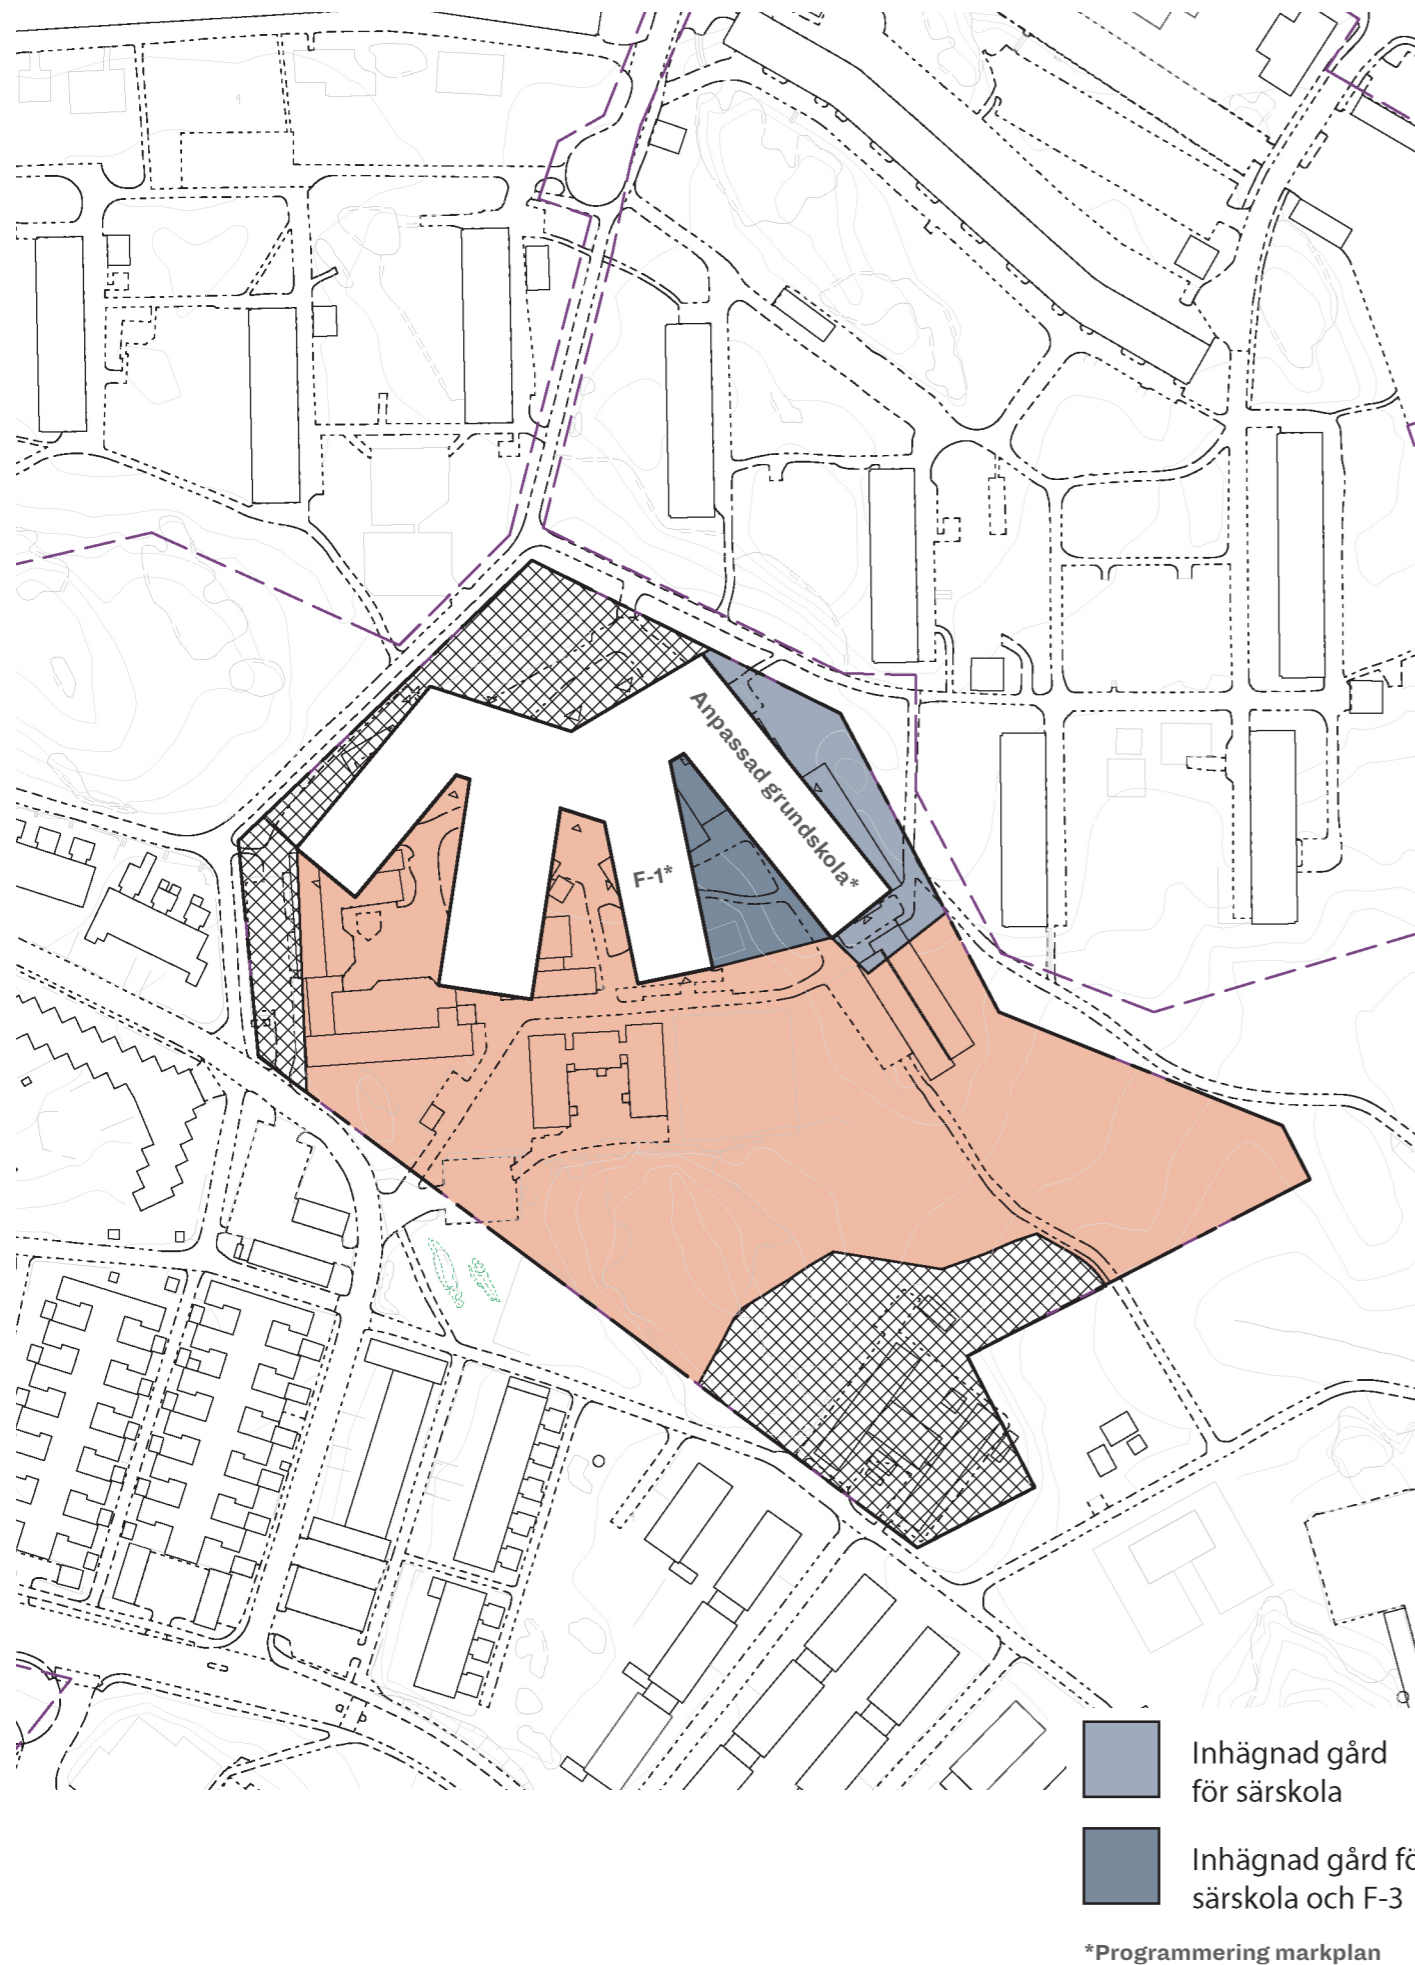 Anpassad grundskola*
F-1*
Inhägnad gård
för särskola
Inhägnad gård fö
särskola och F-3
*Programmering markplan